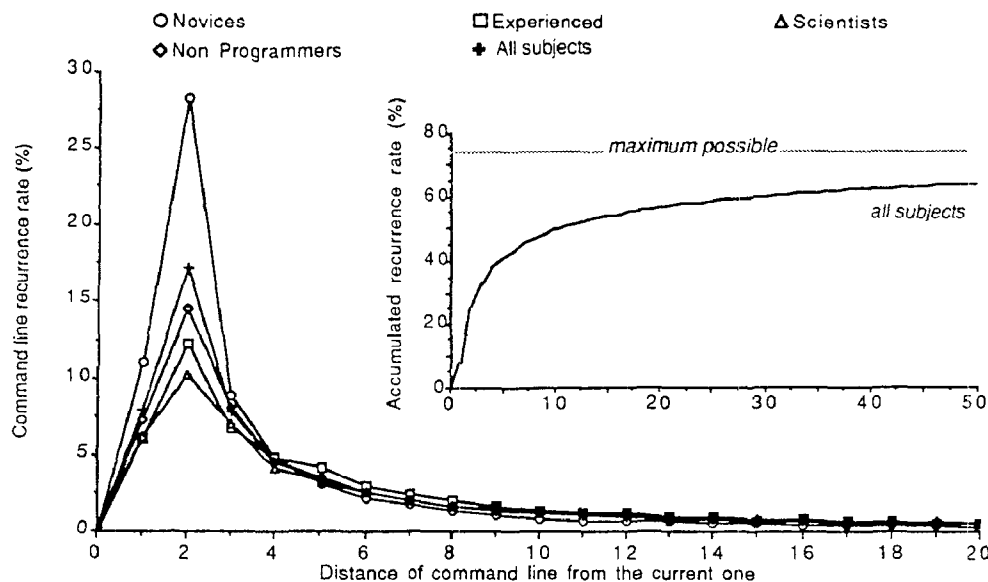 Novices
Experienced
Scientists
Non Programmers
All subjects
Command line recurrence rate (%)
30
25
20
15
10
5
0
0 2 4 6 8 10 12 14 16 18 20
Distance of command line from the current one
Accumulated recurrence rate (%)
80
60
40
20
0
maximum possible
all subjects
0 10 20 30 40 50